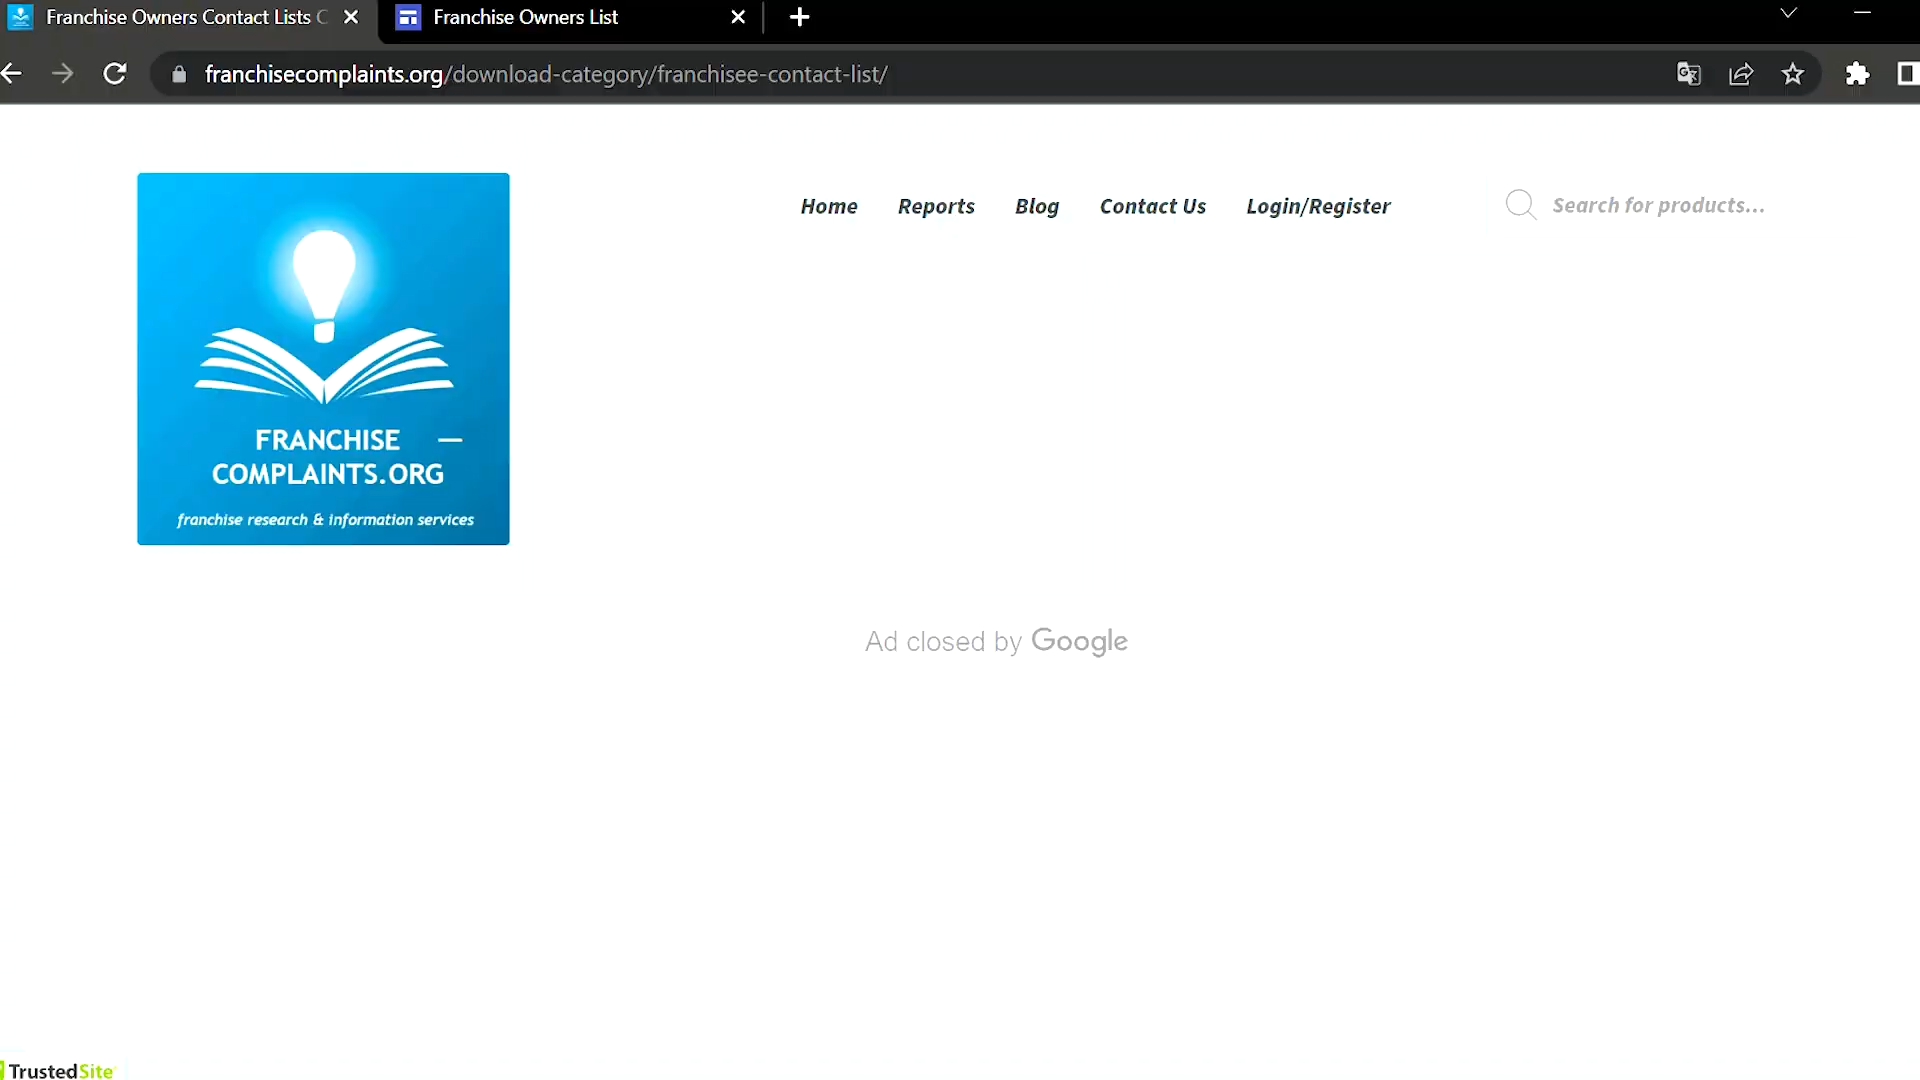 Franchise Owners Contact Lists C
Franchise Owners List
franchisecomplaints.org/download-category/franchisee-contact-list/
Home Reports Blog Contact Us Login/Register Search for products...
FRANCHISE —
COMPLAINTS.ORG
franchise research & information services
Ad closed by Google
TrustedSite